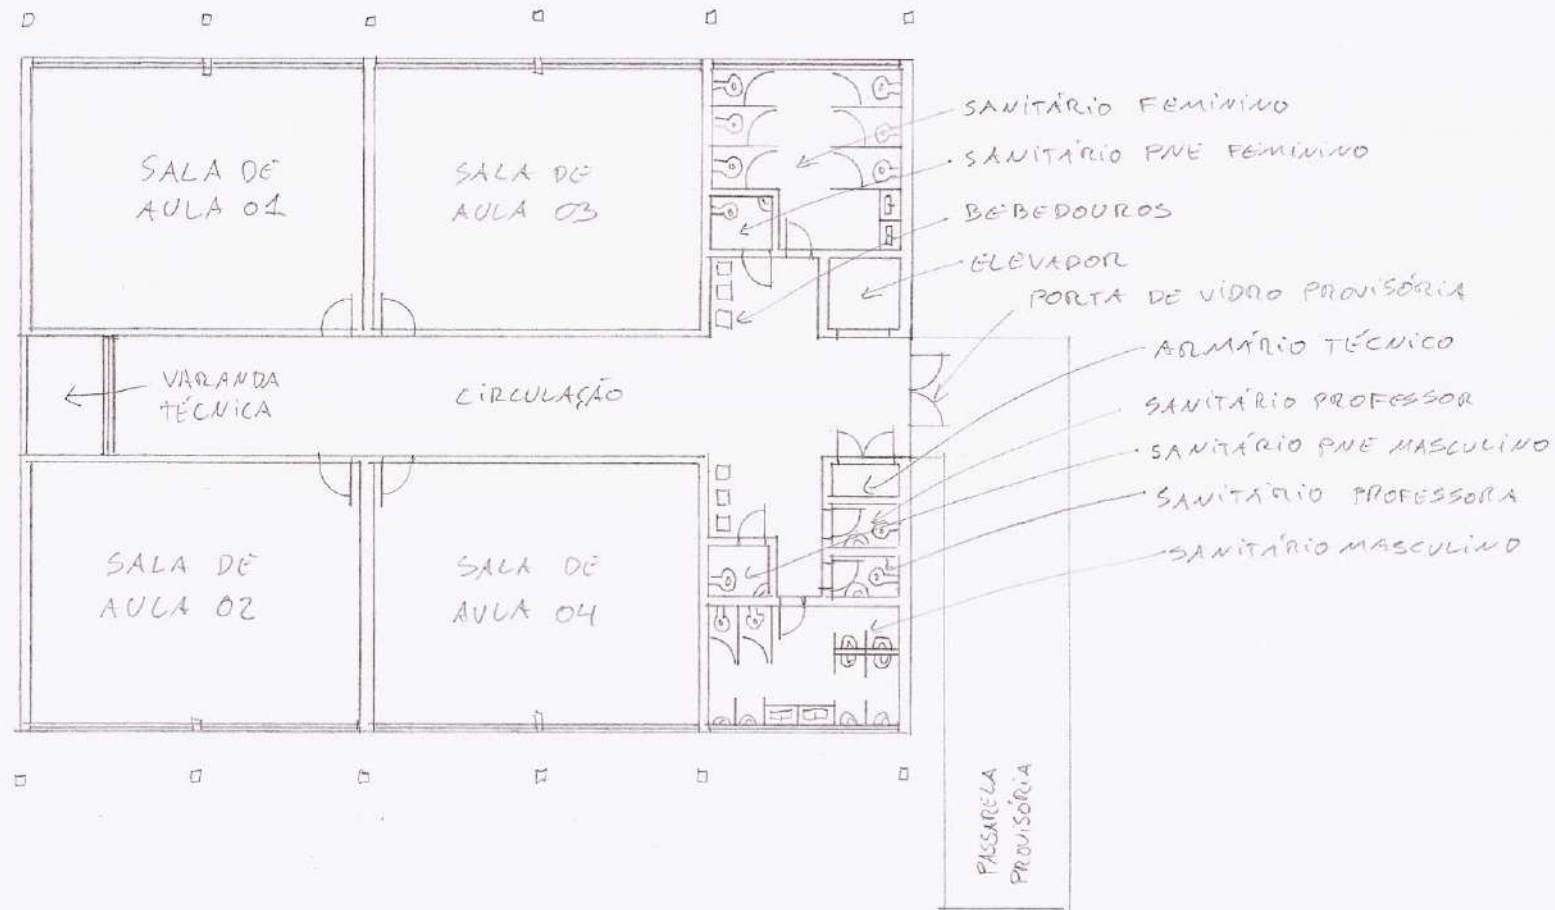 SALA DE
AULA 01
SALA DE
AULA 03
SANITÁRIO FEMININO
SANITÁRIO PNE FEMININO
BEBEDOUROS
ELEVADOR
PORTA DE VIDRO PROVISÓRIA
ARMÁRIO TÉCNICO
SANITÁRIO PROFESSOR
SANITÁRIO PNE MASCULINO
SANITÁRIO PROFESSORA
SANITÁRIO MASCULINO
VARANDA
TÉCNICA
CIRCULAÇÃO
SALA DE
AULA 02
SALA DE
AULA 04
PASSARELA
PROVISÓRIA